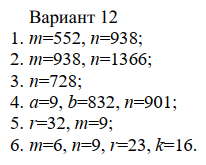 Вариант 12
1. m=552, n=938;
2. m=938, n=1366;
3. n=728;
4. a=9, b=832, n=901;
5. r=32, m=9;
6. m=6, n=9, r=23, k=16.